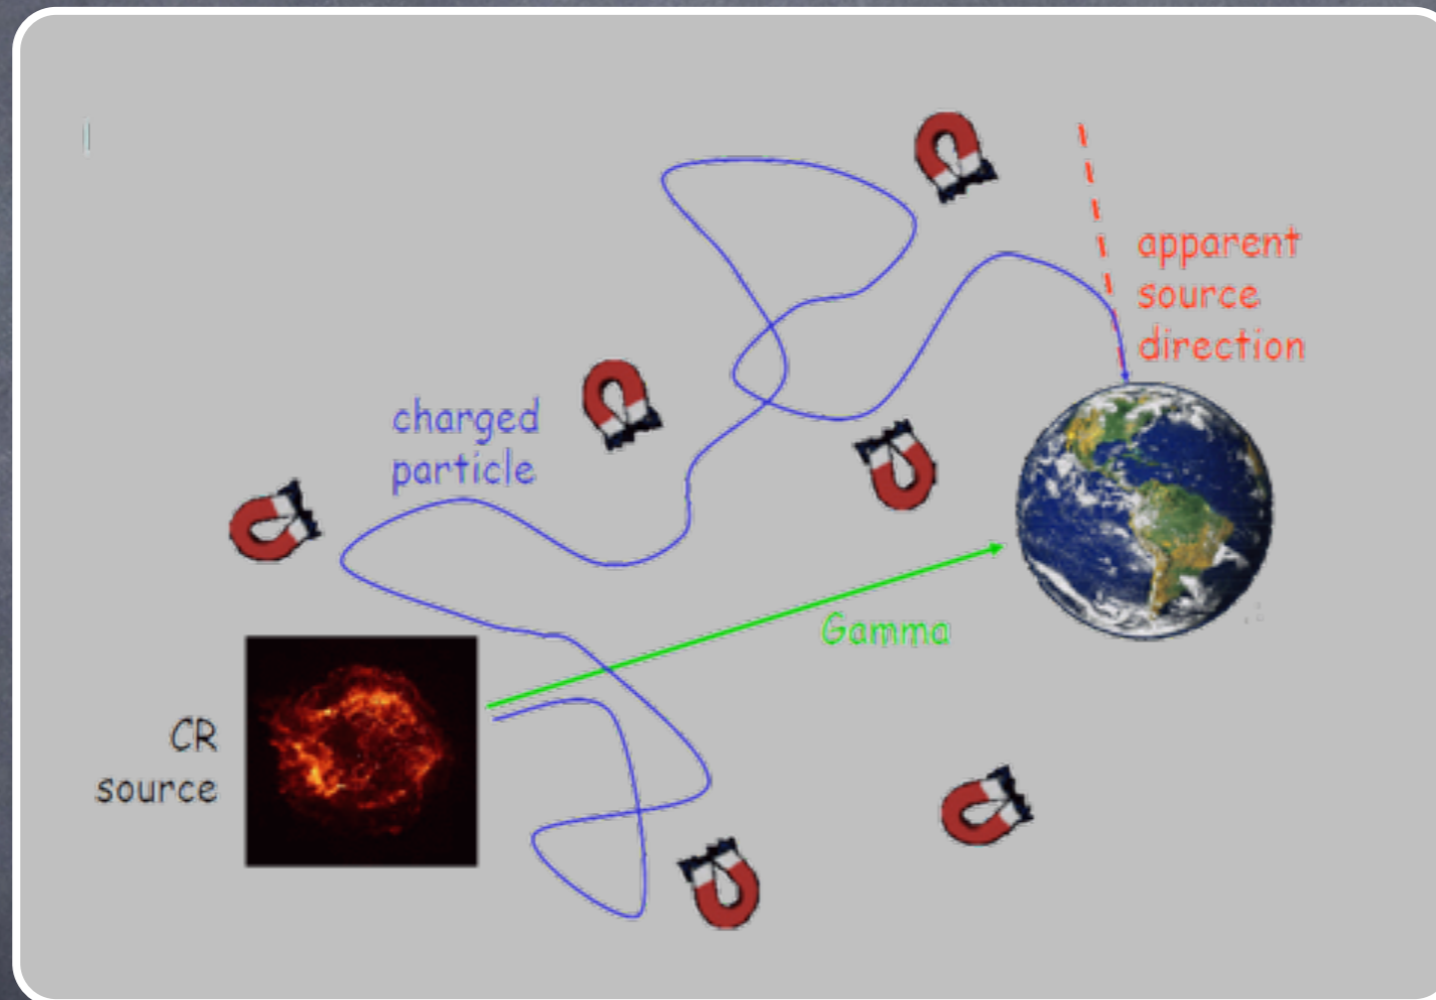 apparent
source
direction
charged
particle
Gamma
CR
source